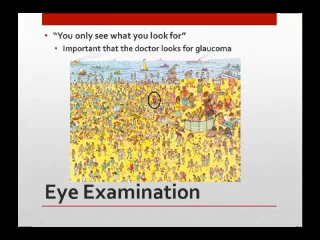 “You only see what you look for”
Important that the doctor looks for glaucoma
Eye Examination